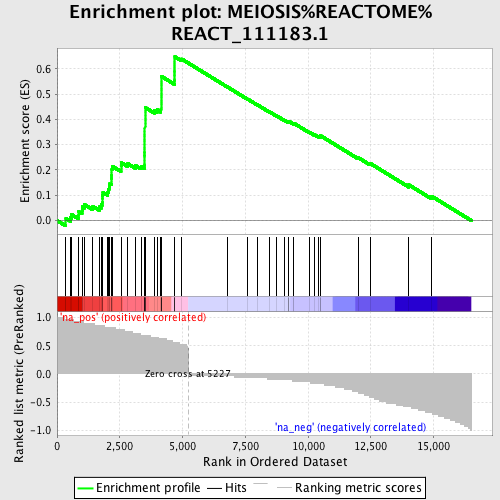 Enrichment plot: MEIOSIS%REACTOME%
REACT_111183.1
Enrichment score (ES)
0.6
0.5
0.4
0.3
0.2
0.1
0.0
Ranked list metric (PreRanked)
1.0
0.5
0.0
-0.5
-1.0
'na_pos' (positively correlated)
Zero cross at 5227
'na_neg' (negatively correlated)
0 2,500 5,000 7,500 10,000 12,500 15,000
Rank in Ordered Dataset
Enrichment profile Hits Ranking metric scores